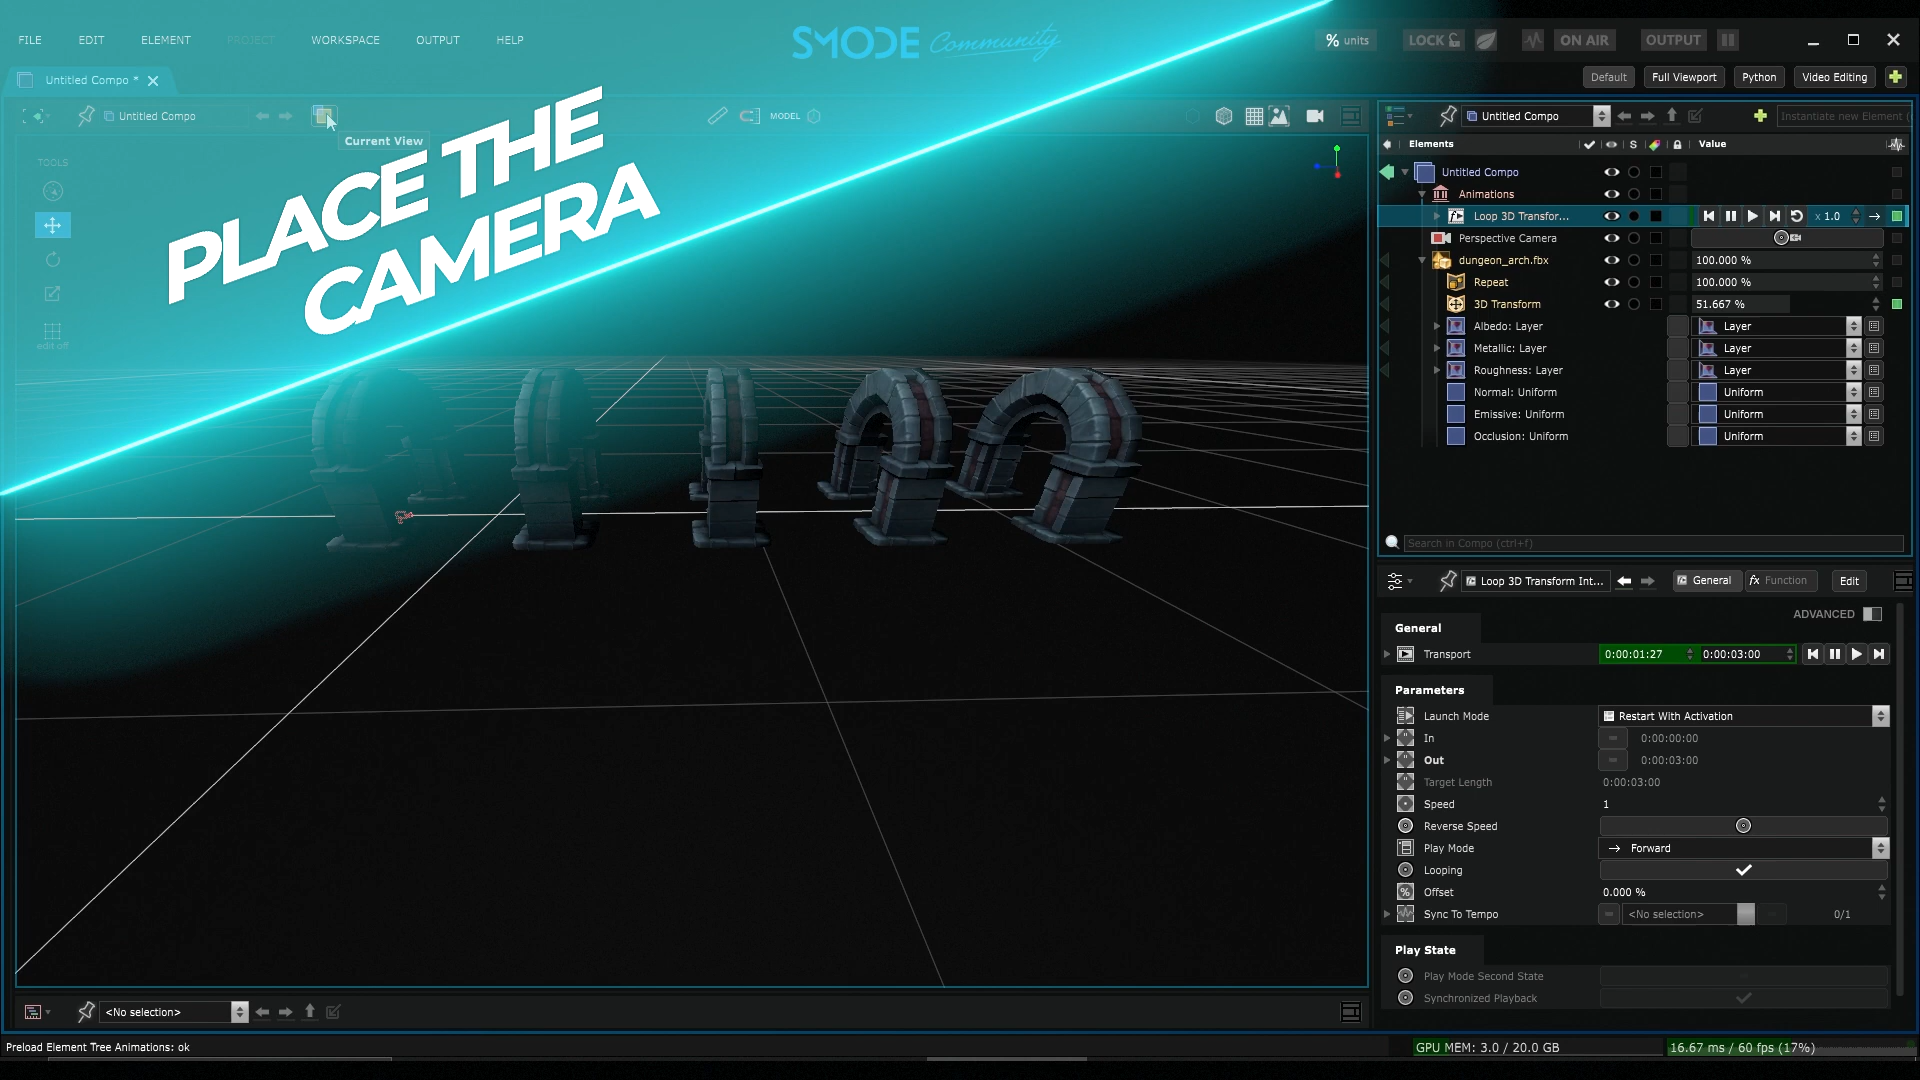 FILE EDIT ELEMENT PROJECT WORKSPACE OUTPUT HELP
SMODE Community
% units LOCK ON AIR OUTPUT
Untitled Compo *
Default Full Viewport Python Video Editing
Untitled Compo
MODEL
Current View
PLACE THE
CAMERA
TOOLS
edit off
Untitled Compo
Instantiate new Element (
Elements S Value
Untitled Compo
Animations
Loop 3D Transfor... x 1.0
Perspective Camera
dungeon_arch.fbx 100.000 %
Repeat 100.000 %
3D Transform 51.667 %
Albedo: Layer Layer
Metallic: Layer Layer
Roughness: Layer Layer
Normal: Uniform Uniform
Emissive: Uniform Uniform
Occlusion: Uniform Uniform
Search in Compo (ctrl+f)
Loop 3D Transform Int... General fx Function Edit
ADVANCED
General
Transport 0:00:01:27 0:00:03:00
Parameters
Launch Mode Restart With Activation
In 0:00:00:00
Out 0:00:03:00
Target Length 0:00:03:00
Speed 1
Reverse Speed
Play Mode Forward
Looping
Offset 0.000 %
Sync To Tempo <No selection> 0/1
Play State
Play Mode Second State
Synchronized Playback
<No selection>
Preload Element Tree Animations: ok
GPU MEM: 3.0 / 20.0 GB 16.67 ms / 60 fps (17%)